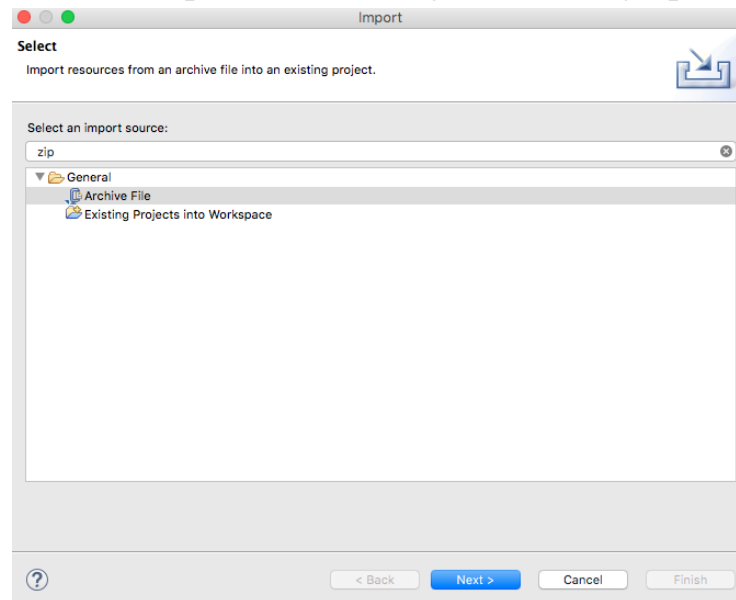 Import
Select
Import resources from an archive file into an existing project.
Select an import source:
zip
General
Archive File
Existing Projects into Workspace
?
< Back Next > Cancel Finish